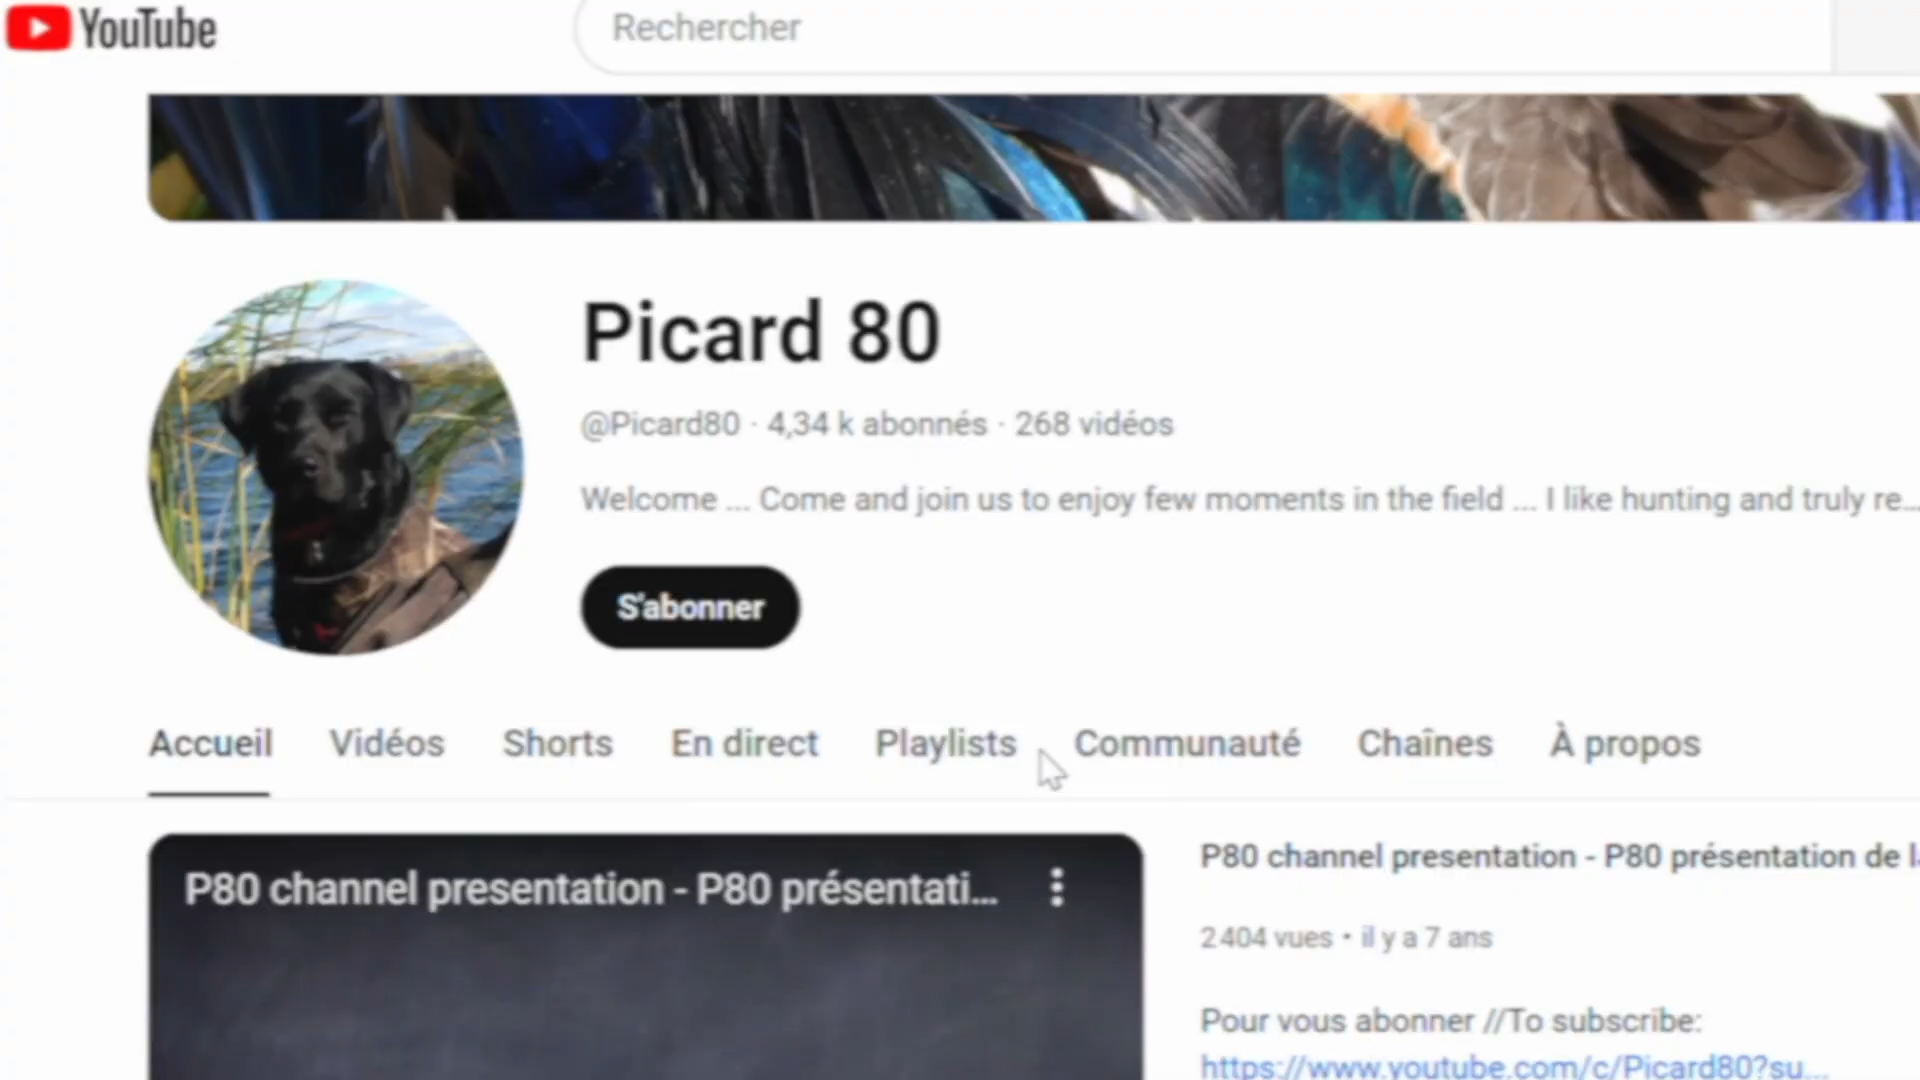 YouTube
Rechercher
Picard 80
@Picard80 · 4,34 k abonnés · 268 vidéos
Welcome ... Come and join us to enjoy few moments in the field ... I like hunting and truly re...
S'abonner
Accueil Vidéos Shorts En direct Playlists Communauté Chaînes À propos
P80 channel presentation - P80 présentati...
P80 channel presentation - P80 présentation de
2 404 vues • il y a 7 ans
Pour vous abonner //To subscribe:
https://www.youtube.com/c/Picard80?su...